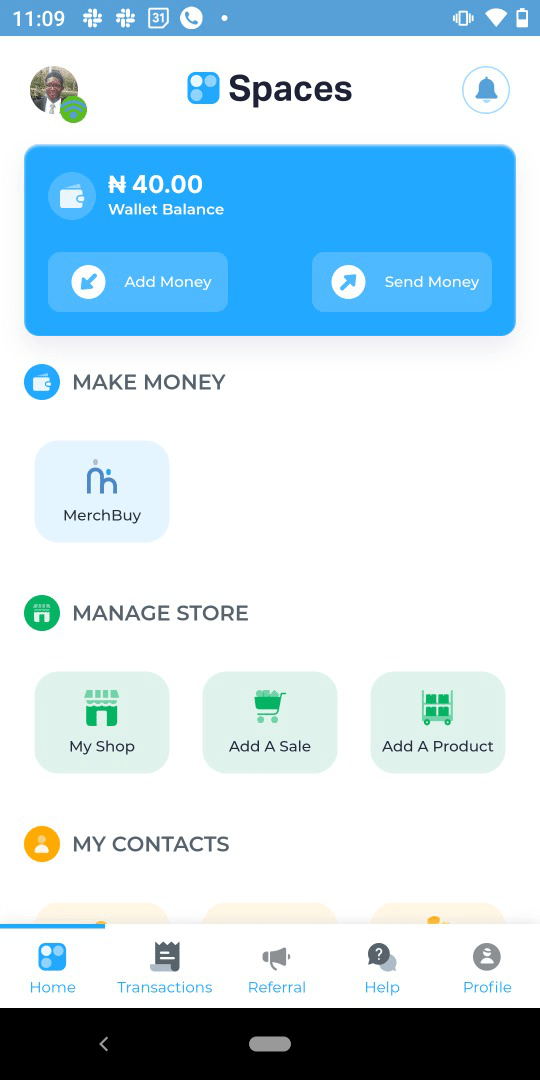 11:09
31
Spaces
₦ 40.00
Wallet Balance
Add Money
Send Money
MAKE MONEY
MerchBuy
MANAGE STORE
My Shop
Add A Sale
Add A Product
MY CONTACTS
?
Home
Transactions
Referral
Help
Profile